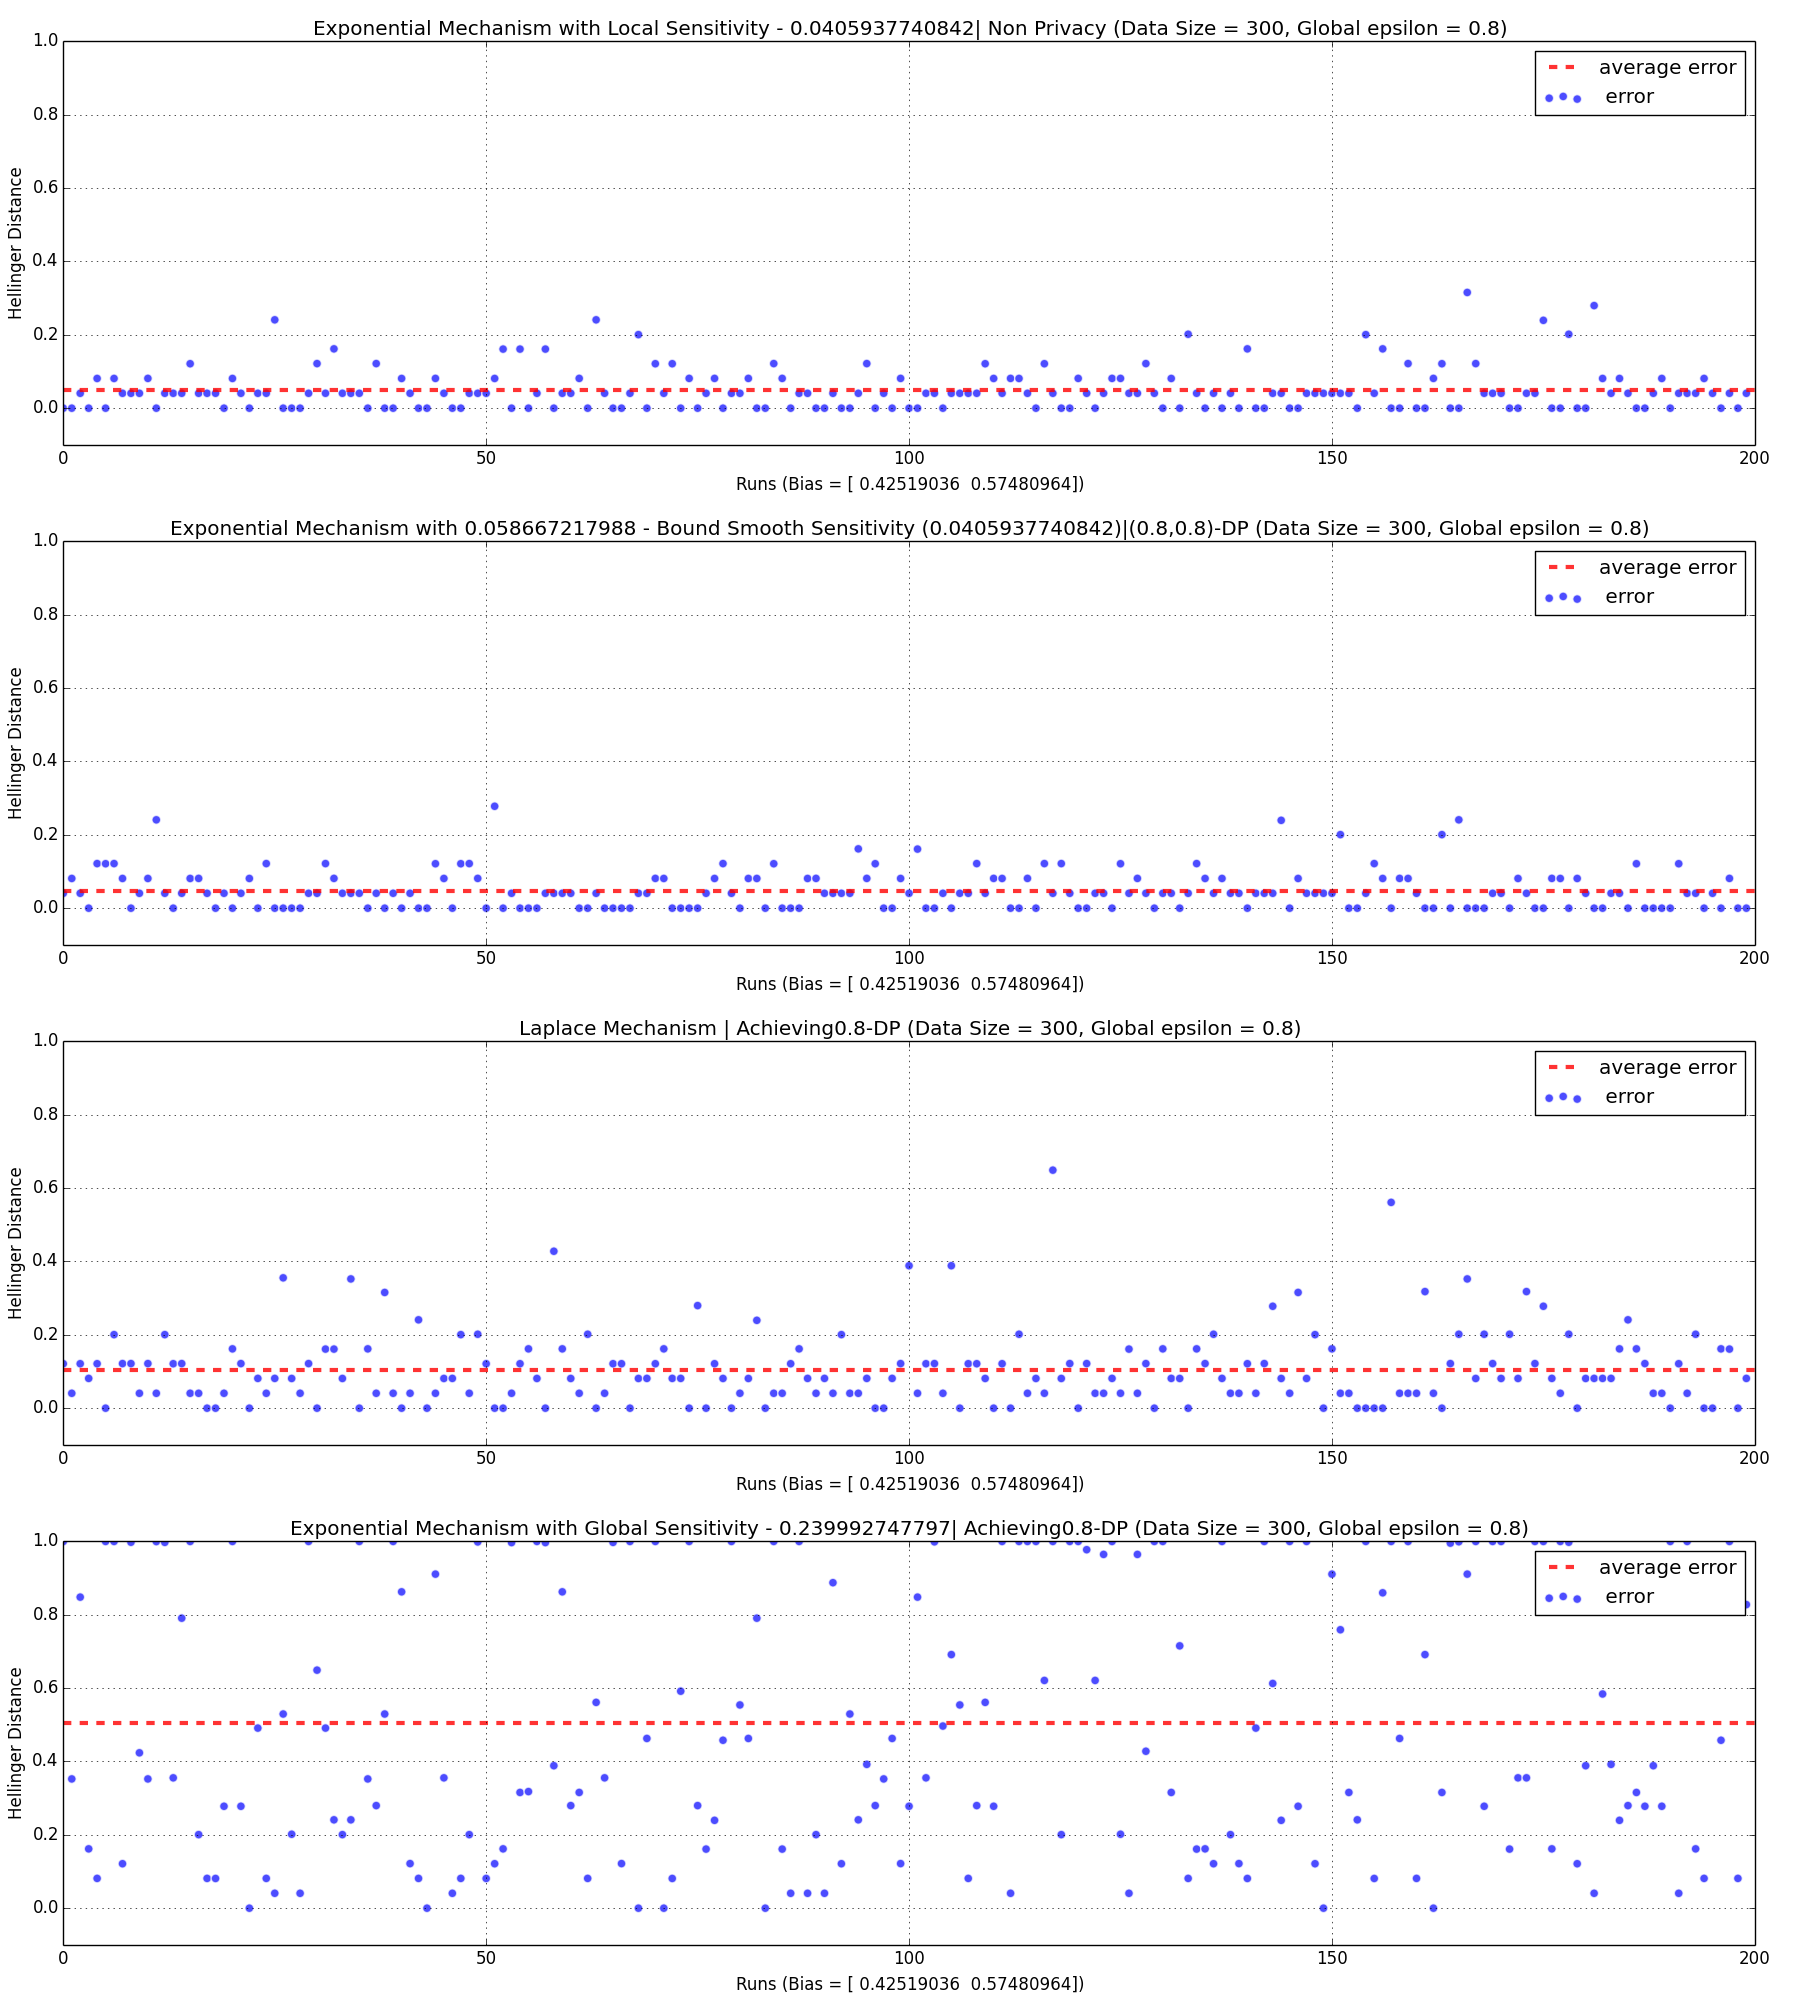 Exponential Mechanism with Local Sensitivity - 0.0405937740842| Non Privacy (Data Size = 300, Global epsilon = 0.8)
1.0
0.8
0.6
0.4
0.2
0.0
Hellinger Distance
average error
error
0 50 100 150 200
Runs (Bias = [ 0.42519036 0.57480964])
Exponential Mechanism with 0.058667217988 - Bound Smooth Sensitivity (0.0405937740842)|(0.8,0.8)-DP (Data Size = 300, Global epsilon = 0.8)
1.0
0.8
0.6
0.4
0.2
0.0
Hellinger Distance
average error
error
0 50 100 150 200
Runs (Bias = [ 0.42519036 0.57480964])
Laplace Mechanism | Achieving0.8-DP (Data Size = 300, Global epsilon = 0.8)
1.0
0.8
0.6
0.4
0.2
0.0
Hellinger Distance
average error
error
0 50 100 150 200
Runs (Bias = [ 0.42519036 0.57480964])
Exponential Mechanism with Global Sensitivity - 0.239992747797| Achieving0.8-DP (Data Size = 300, Global epsilon = 0.8)
1.0
0.8
0.6
0.4
0.2
0.0
Hellinger Distance
average error
error
0 50 100 150 200
Runs (Bias = [ 0.42519036 0.57480964])